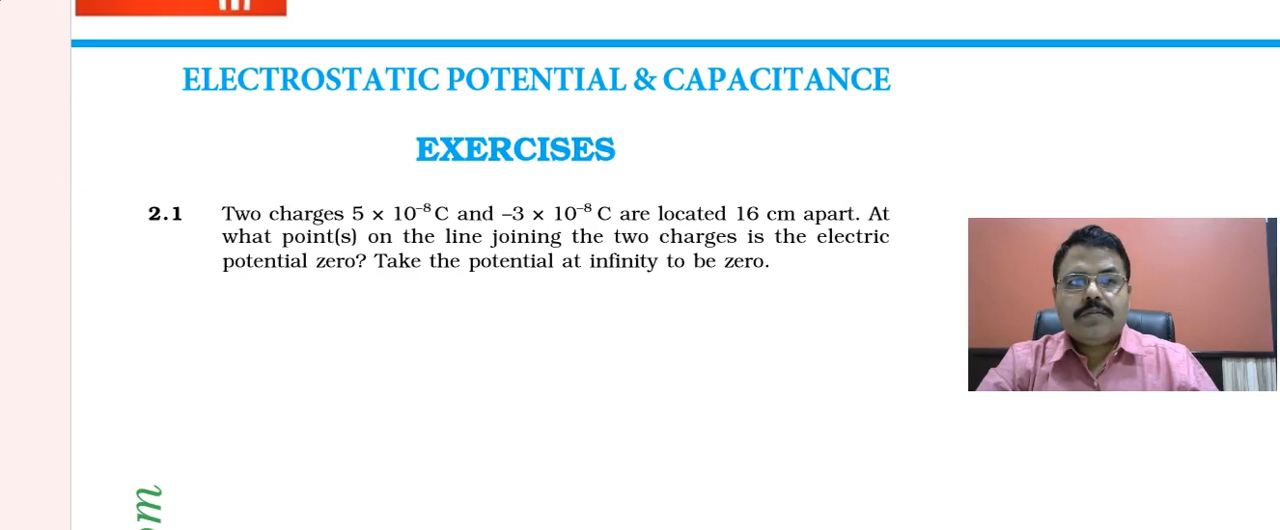 ELECTROSTATIC POTENTIAL & CAPACITANCE
EXERCISES
2.1 Two charges 5 × 10⁻⁸ C and –3 × 10⁻⁸ C are located 16 cm apart. At
what point(s) on the line joining the two charges is the electric
potential zero? Take the potential at infinity to be zero.